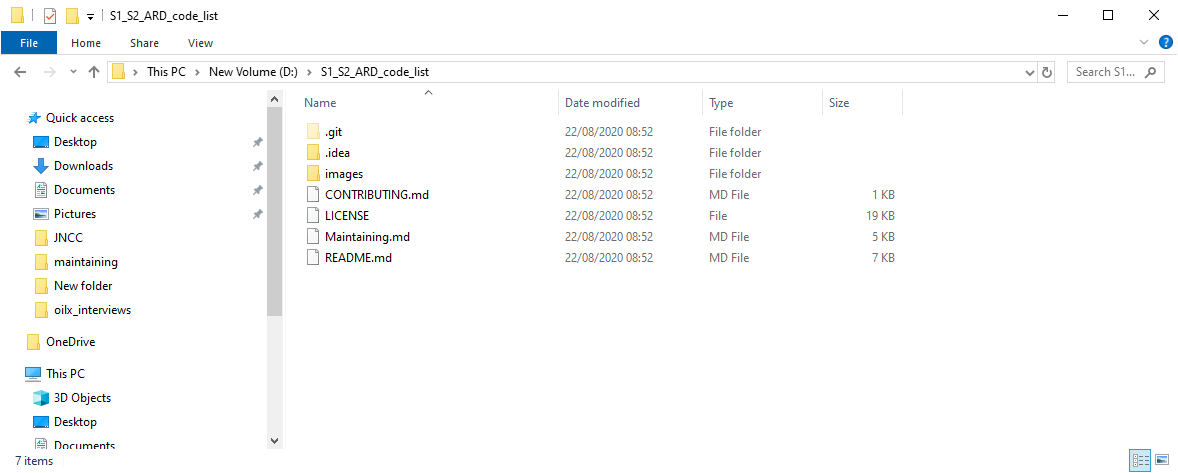 S1_S2_ARD_code_list
File Home Share View
This PC New Volume (D:) S1_S2_ARD_code_list Search S1...
Name Date modified Type Size
Quick access
Desktop
Downloads
Documents
Pictures
JNCC
maintaining
New folder
oilx_interviews
OneDrive
This PC
3D Objects
Desktop
Documents
.git 22/08/2020 08:52 File folder
.idea 22/08/2020 08:52 File folder
images 22/08/2020 08:52 File folder
CONTRIBUTING.md 22/08/2020 08:52 MD File 1 KB
LICENSE 22/08/2020 08:52 File 19 KB
Maintaining.md 22/08/2020 08:52 MD File 5 KB
README.md 22/08/2020 08:52 MD File 7 KB
7 items